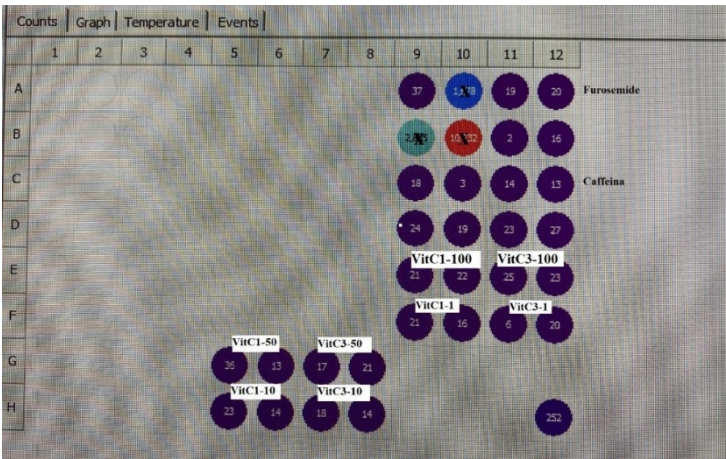 Counts Graph Temperature Events
1 2 3 4 5 6 7 8 9 10 11 12
A 37 19 20 Furosemide
B 2 16
C 18 3 14 13 Caffeina
D 24 19 23 27
VitC1-100 VitC3-100
E 21 22 25 23
VitC1-1 VitC3-1
F 21 16 6 20
VitC1-50 VitC3-50
G 36 13 17 21
VitC1-10 VitC3-10
H 23 14 18 14 252